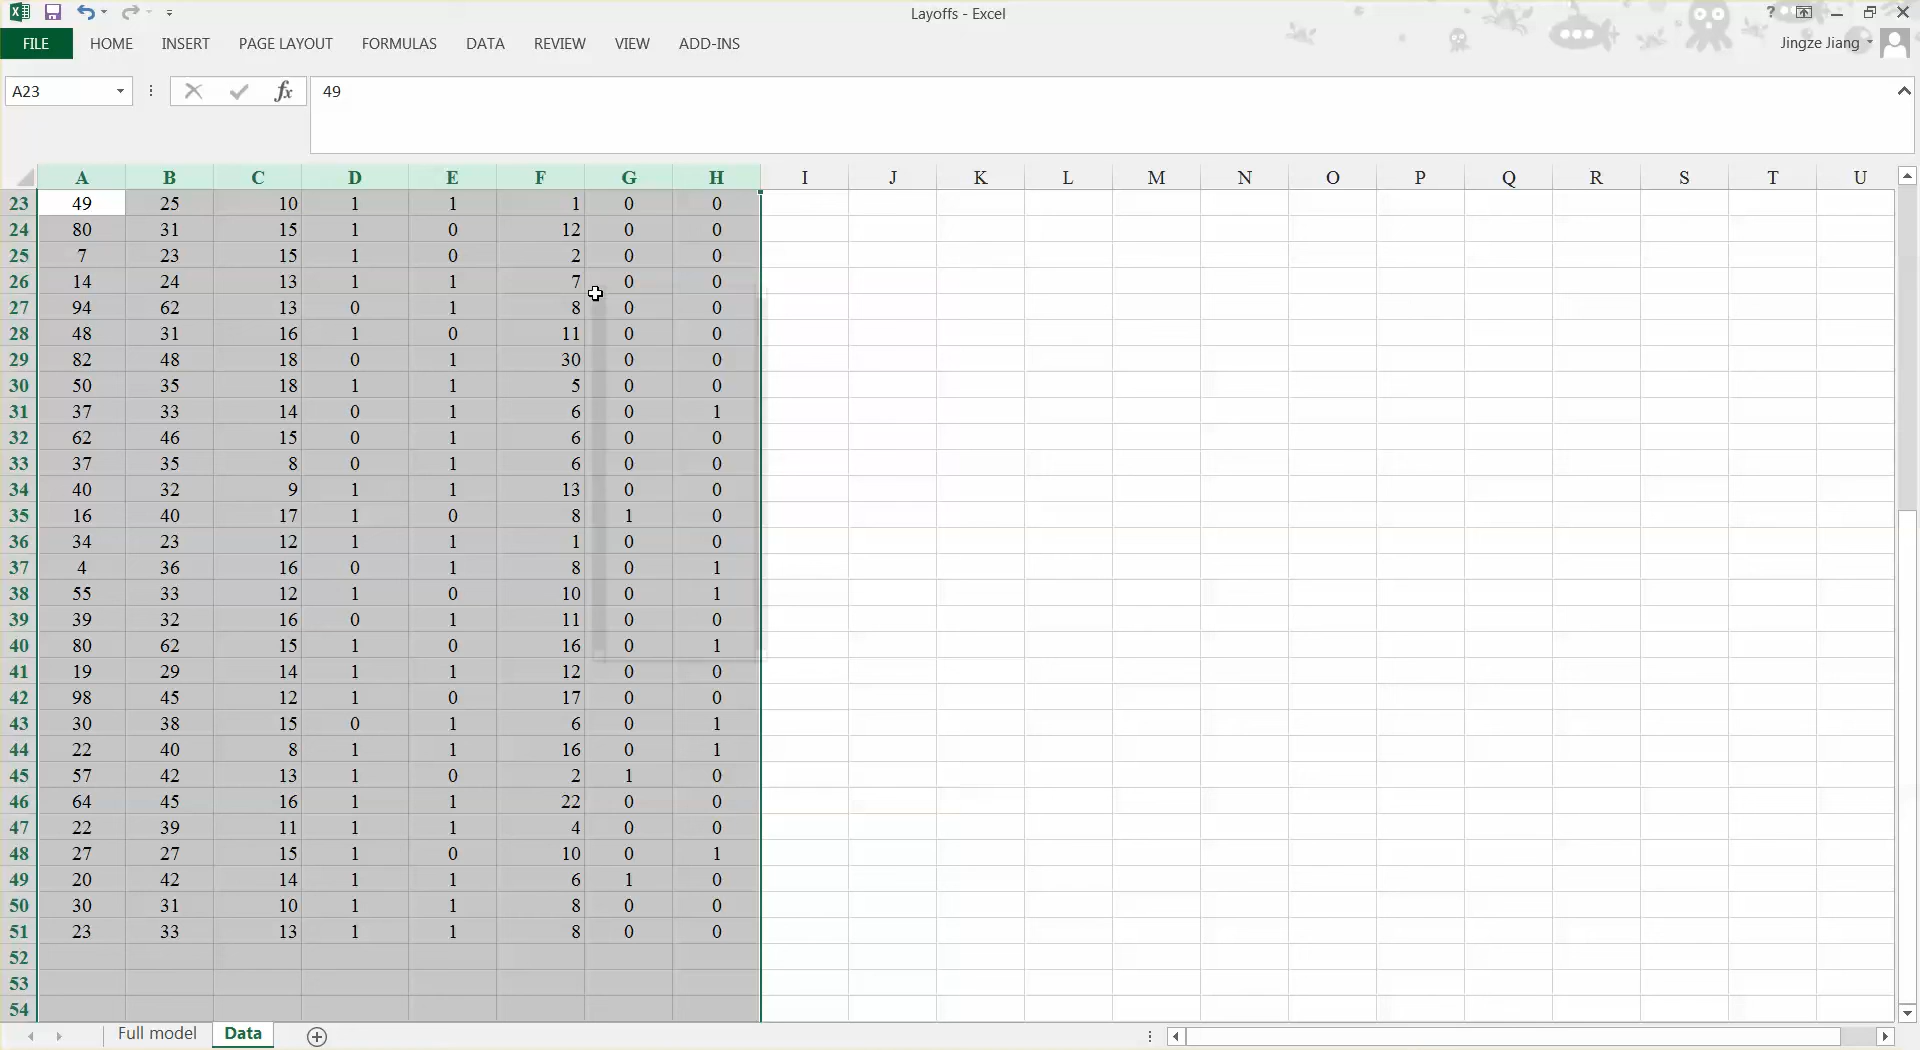 Layoffs - Excel
?
FILE HOME INSERT PAGE LAYOUT FORMULAS DATA REVIEW VIEW ADD-INS Jingze Jiang
A23 fx 49
A B C D E F G H I J K L M N O P Q R S T U
23 49 25 10 1 1 1 0 0
24 80 31 15 1 0 12 0 0
25 7 23 15 1 0 2 0 0
26 14 24 13 1 1 7 0 0
27 94 62 13 0 1 8 0 0
28 48 31 16 1 0 11 0 0
29 82 48 18 0 1 30 0 0
30 50 35 18 1 1 5 0 0
31 37 33 14 0 1 6 0 1
32 62 46 15 0 1 6 0 0
33 37 35 8 0 1 6 0 0
34 40 32 9 1 1 13 0 0
35 16 40 17 1 0 8 1 0
36 34 23 12 1 1 1 0 0
37 4 36 16 0 1 8 0 1
38 55 33 12 1 0 10 0 1
39 39 32 16 0 1 11 0 0
40 80 62 15 1 0 16 0 1
41 19 29 14 1 1 12 0 0
42 98 45 12 1 0 17 0 0
43 30 38 15 0 1 6 0 1
44 22 40 8 1 1 16 0 1
45 57 42 13 1 0 2 1 0
46 64 45 16 1 1 22 0 0
47 22 39 11 1 1 4 0 0
48 27 27 15 1 0 10 0 1
49 20 42 14 1 1 6 1 0
50 30 31 10 1 1 8 0 0
51 23 33 13 1 1 8 0 0
52
53
54
Full model Data